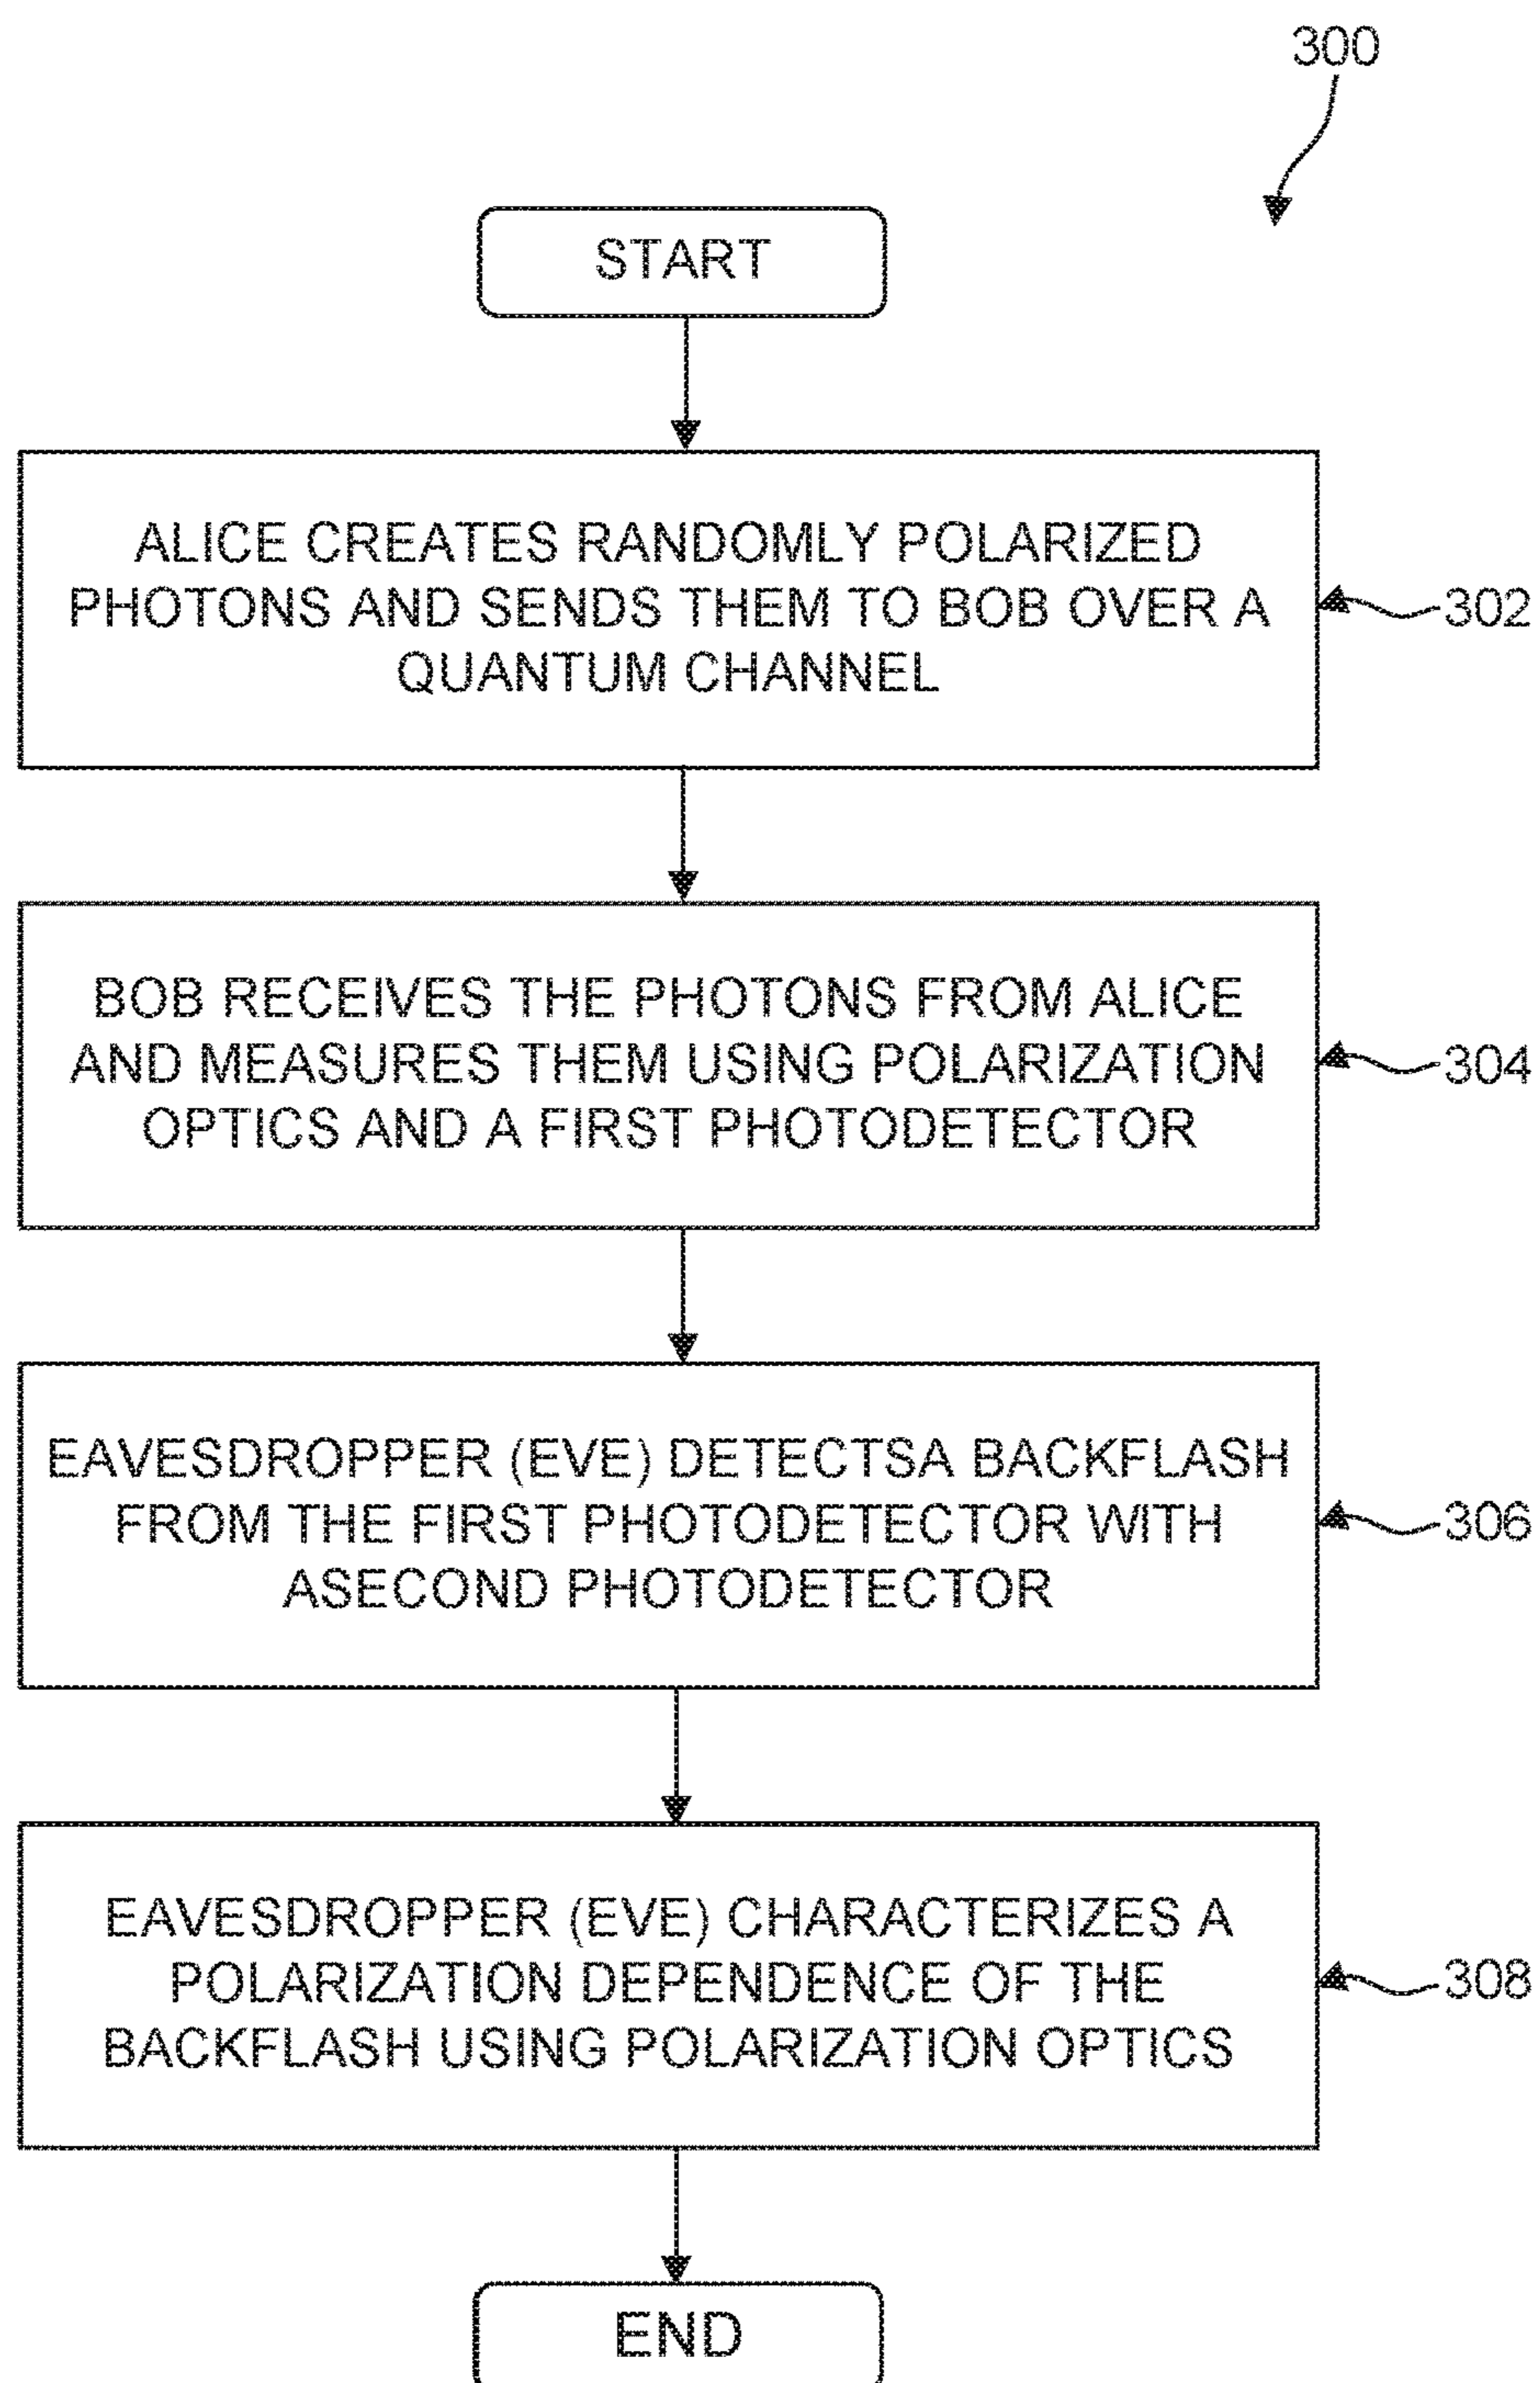 300
START
ALICE CREATES RANDOMLY POLARIZED
PHOTONS AND SENDS THEM TO BOB OVER A
QUANTUM CHANNEL
302
BOB RECEIVES THE PHOTONS FROM ALICE
AND MEASURES THEM USING POLARIZATION
OPTICS AND A FIRST PHOTODETECTOR
304
EAVESDROPPER (EVE) DETECTSA BACKFLASH
FROM THE FIRST PHOTODETECTOR WITH
ASECOND PHOTODETECTOR
306
EAVESDROPPER (EVE) CHARACTERIZES A
POLARIZATION DEPENDENCE OF THE
BACKFLASH USING POLARIZATION OPTICS
308
END